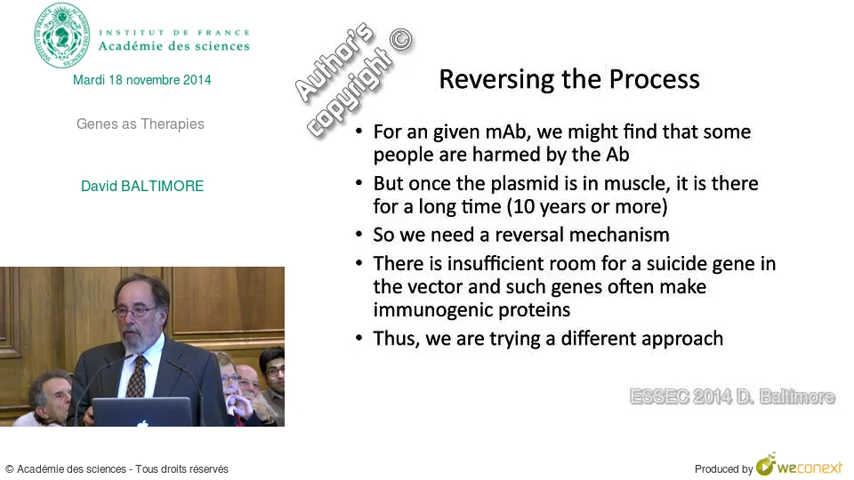 INSTITUT DE FRANCE
Académie des sciences
Mardi 18 novembre 2014
Genes as Therapies
David BALTIMORE
Author's
copyright ©
Reversing the Process
• For an given mAb, we might find that some
people are harmed by the Ab
• But once the plasmid is in muscle, it is there
for a long time (10 years or more)
• So we need a reversal mechanism
• There is insufficient room for a suicide gene in
the vector and such genes often make
immunogenic proteins
• Thus, we are trying a different approach
ESSEC 2014 D. Baltimore
© Académie des sciences - Tous droits réservés
Produced by weconext